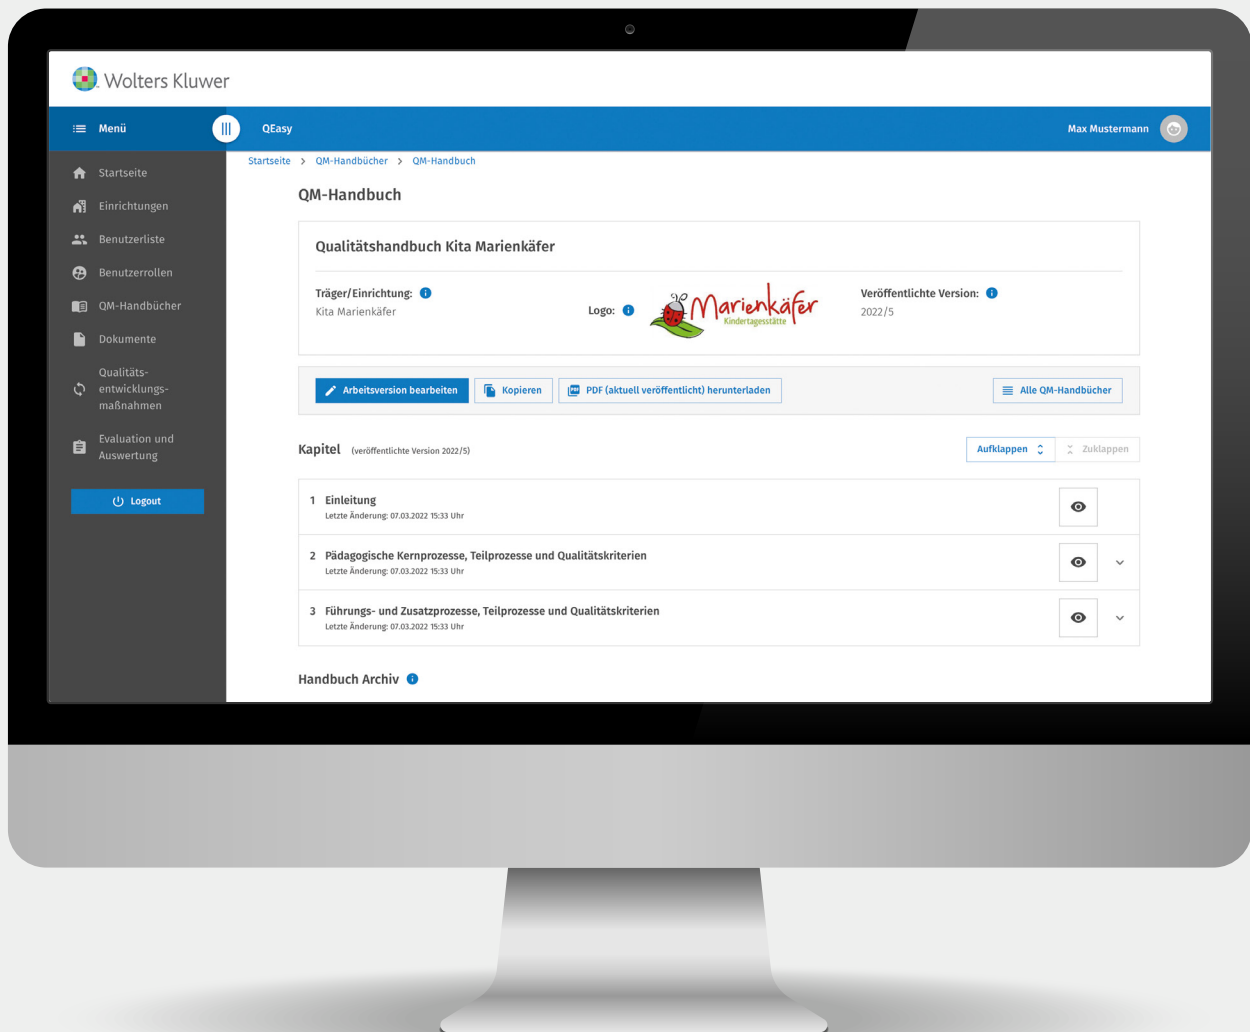 Wolters Kluwer
Menü
QEasy
Max Mustermann
Startseite > QM-Handbücher > QM-Handbuch
Startseite
Einrichtungen
Benutzerliste
Benutzerrollen
QM-Handbücher
Dokumente
Qualitäts-
entwicklungs-
maßnahmen
Evaluation und
Auswertung
Logout
QM-Handbuch
Qualitätshandbuch Kita Marienkäfer
Träger/Einrichtung:
Kita Marienkäfer
Logo:
Marienkäfer
Kindertagesstätte
Veröffentlichte Version:
2022/5
Arbeitsversion bearbeiten
Kopieren
PDF (aktuell veröffentlicht) herunterladen
Alle QM-Handbücher
Kapitel (veröffentlichte Version 2022/5)
Aufklappen
Zuklappen
1 Einleitung
Letzte Änderung: 07.03.2022 15:33 Uhr
2 Pädagogische Kernprozesse, Teilprozesse und Qualitätskriterien
Letzte Änderung: 07.03.2022 15:33 Uhr
3 Führungs- und Zusatzprozesse, Teilprozesse und Qualitätskriterien
Letzte Änderung: 07.03.2022 15:33 Uhr
Handbuch Archiv